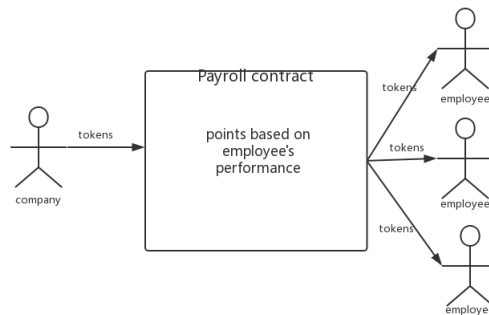 Payroll contract
tokens
company
points based on
employee's
performance
tokens
employee
tokens
employee
tokens
employe